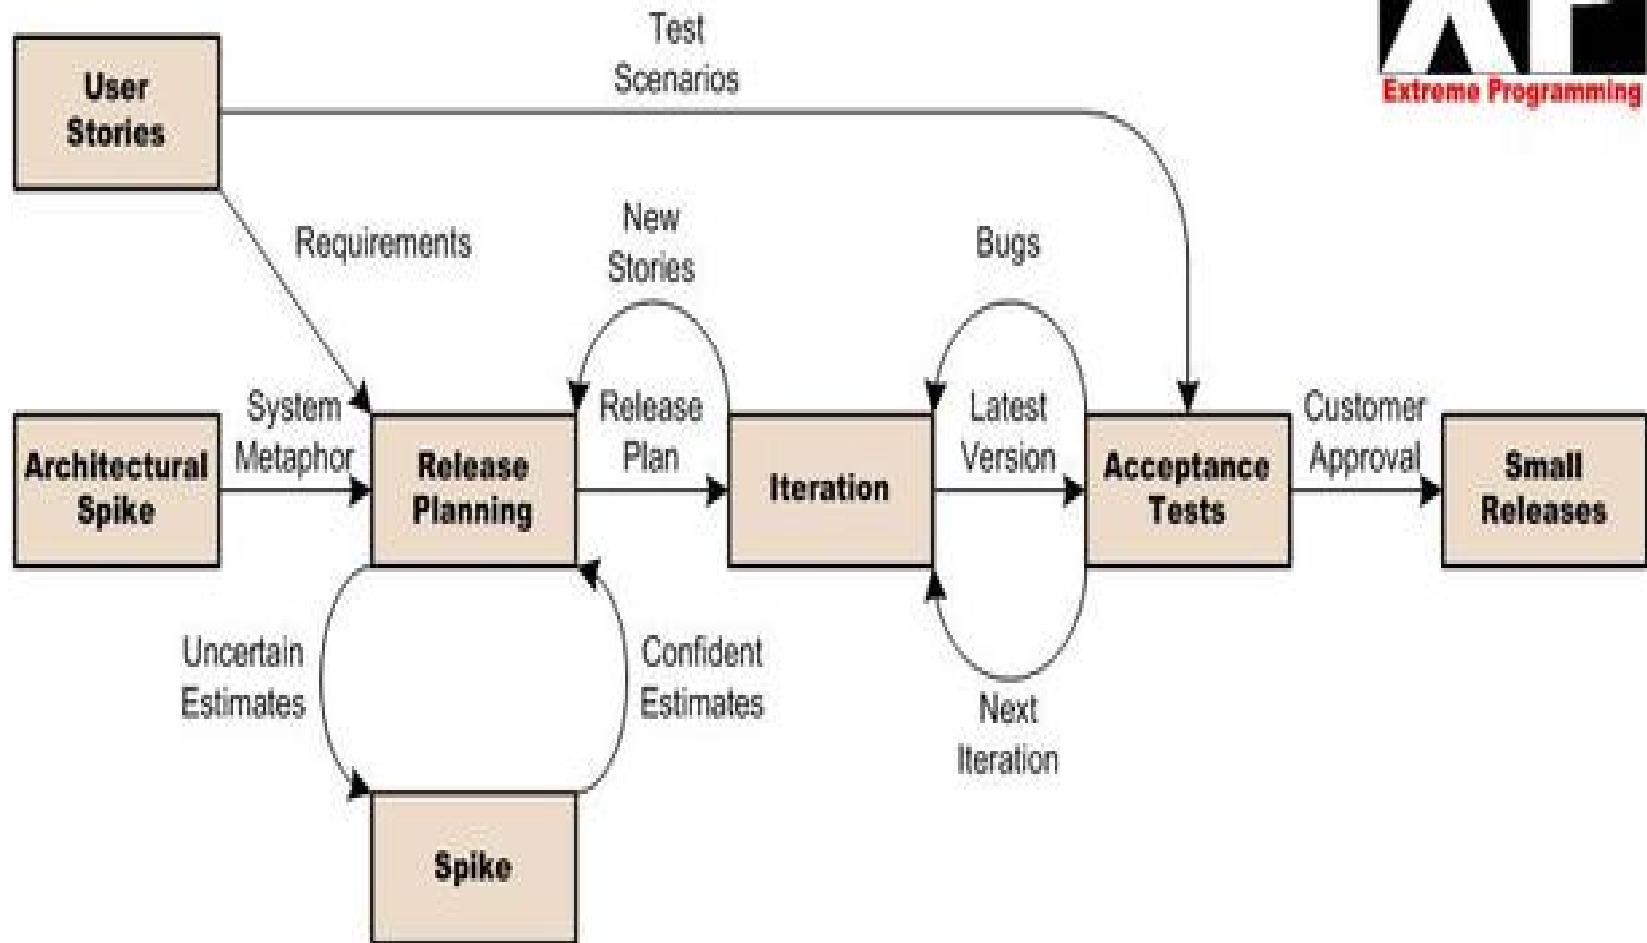 Test
Scenarios
Extreme Programming
User
Stories
Requirements
New
Stories
Bugs
System
Metaphor
Release
Plan
Latest
Version
Customer
Approval
Architectural
Spike
Release
Planning
Iteration
Acceptance
Tests
Small
Releases
Uncertain
Estimates
Confident
Estimates
Next
Iteration
Spike